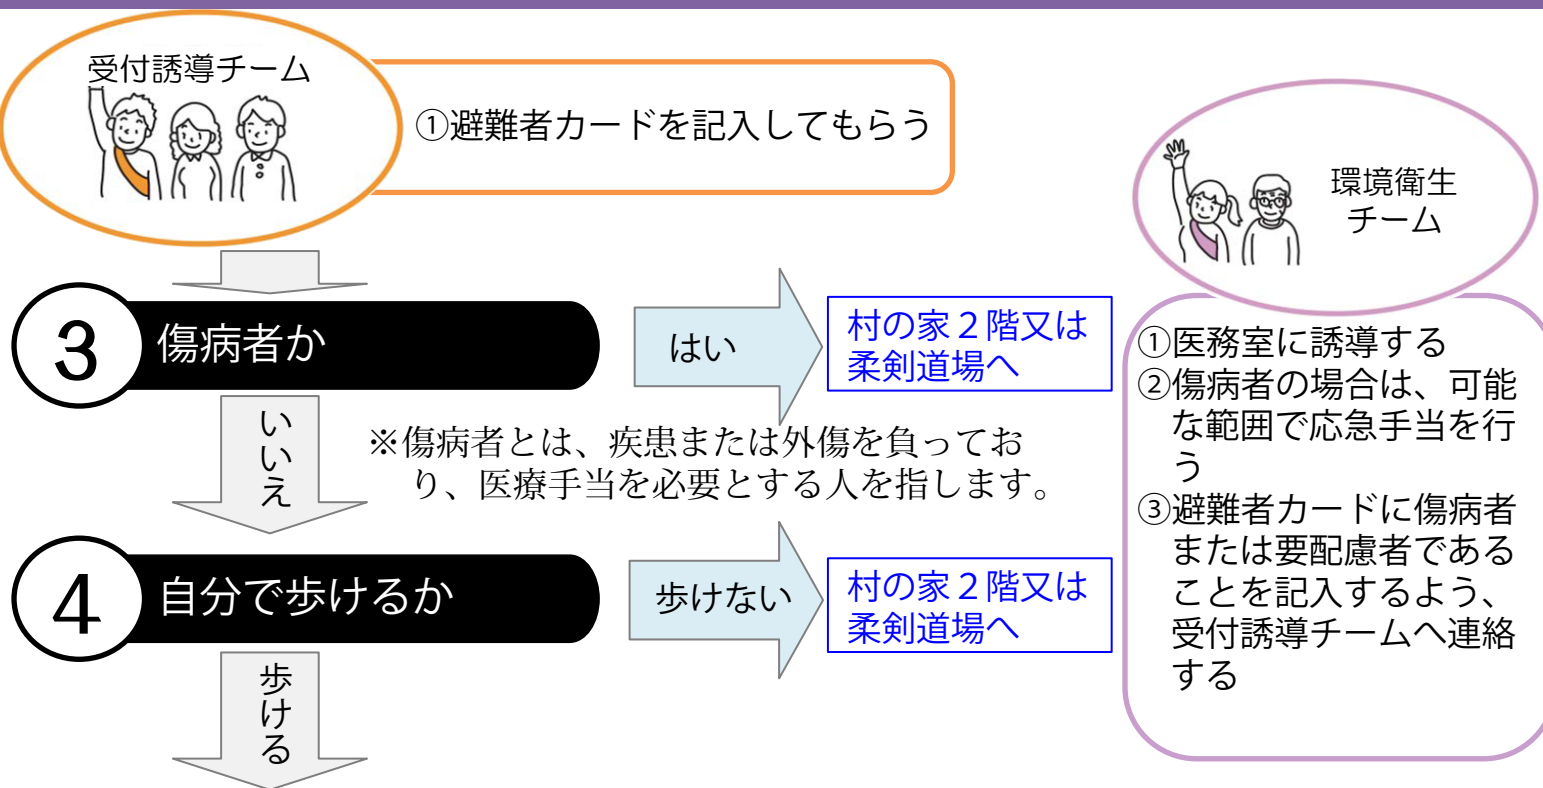 受付誘導チーム
①避難者カードを記入してもらう
環境衛生
チーム
3
傷病者か
はい
村の家２階又は
柔剣道場へ
いいえ
※傷病者とは、疾患または外傷を負ってお
り、医療手当を必要とする人を指します。
4
自分で歩けるか
歩けない
村の家２階又は
柔剣道場へ
歩ける
①医務室に誘導する
②傷病者の場合は、可能
な範囲で応急手当を行
う
③避難者カードに傷病者
または要配慮者である
ことを記入するよう、
受付誘導チームへ連絡
する